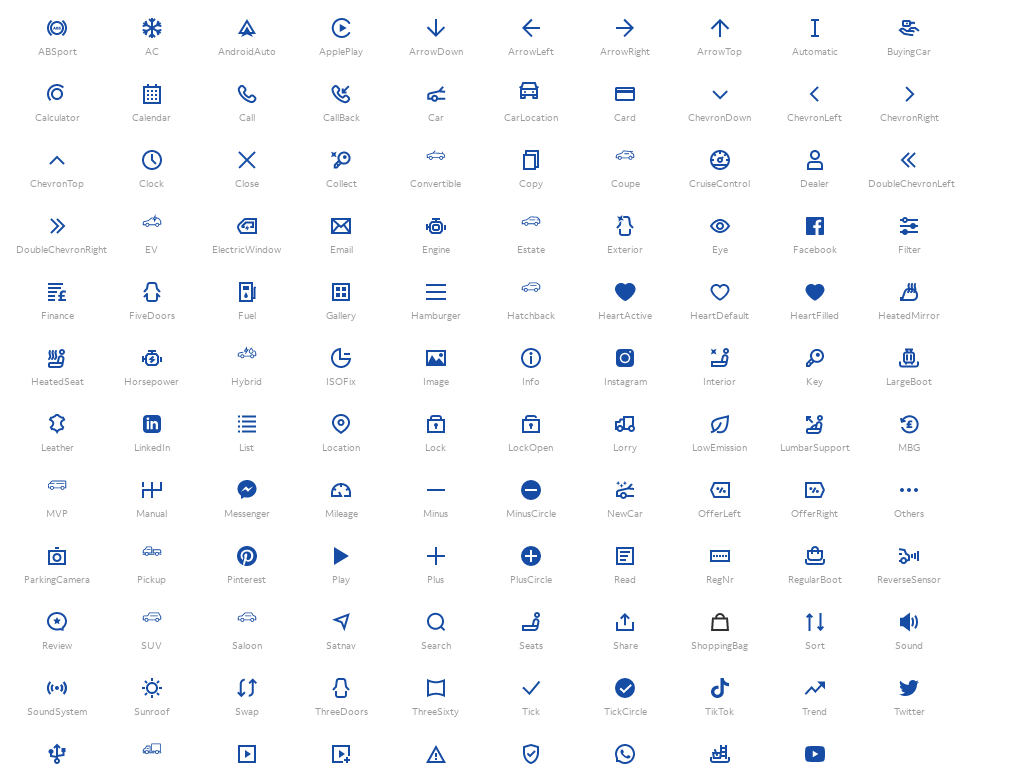 ABSport AC AndroidAuto ApplePlay ArrowDown ArrowLeft ArrowRight ArrowTop Automatic BuyingCar
Calculator Calendar Call CallBack Car CarLocation Card ChevronDown ChevronLeft ChevronRight
ChevronTop Clock Close Collect Convertible Copy Coupe CruiseControl Dealer DoubleChevronLeft
DoubleChevronRight EV ElectricWindow Email Engine Estate Exterior Eye Facebook Filter
Finance FiveDoors Fuel Gallery Hamburger Hatchback HeartActive HeartDefault HeartFilled HeatedMirror
HeatedSeat Horsepower Hybrid ISOFix Image Info Instagram Interior Key LargeBoot
Leather LinkedIn List Location Lock LockOpen Lorry LowEmission LumbarSupport MBG
MVP Manual Messenger Mileage Minus MinusCircle NewCar OfferLeft OfferRight Others
ParkingCamera Pickup Pinterest Play Plus PlusCircle Read RegNr RegularBoot ReverseSensor
Review SUV Saloon Satnav Search Seats Share ShoppingBag Sort Sound
SoundSystem Sunroof Swap ThreeDoors ThreeSixty Tick TickCircle TikTok Trend Twitter